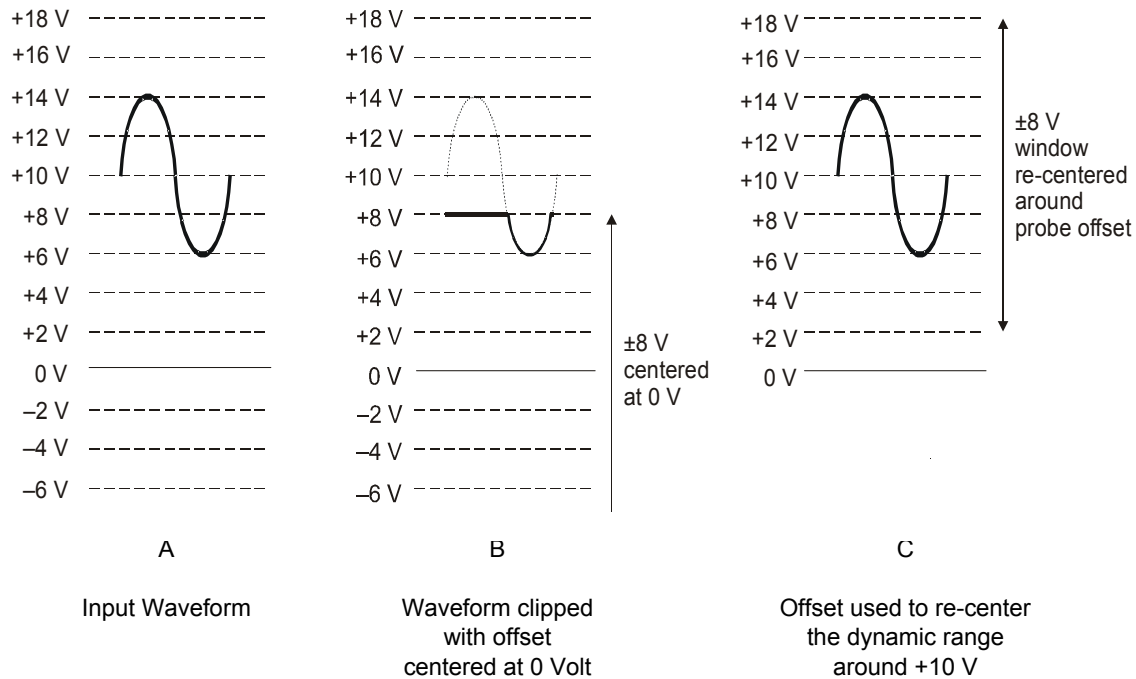 +18 V
+16 V
+14 V
+12 V
+10 V
+8 V
+6 V
+4 V
+2 V
0 V
–2 V
–4 V
–6 V
A
Input Waveform
+18 V
+16 V
+14 V
+12 V
+10 V
+8 V
+6 V
+4 V
+2 V
0 V
–2 V
–4 V
–6 V
±8 V
centered
at 0 V
B
Waveform clipped
with offset
centered at 0 Volt
+18 V
+16 V
+14 V
+12 V
+10 V
+8 V
+6 V
+4 V
+2 V
0 V
±8 V
window
re-centered
around
probe offset
C
Offset used to re-center
the dynamic range
around +10 V